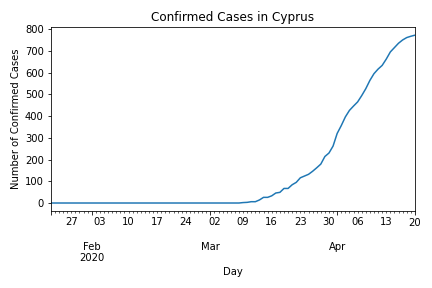 Confirmed Cases in Cyprus
Number of Confirmed Cases
800
700
600
500
400
300
200
100
0
27 03 10 17 24 02 09 16 23 30 06 13 20
Feb Mar Apr
2020
Day